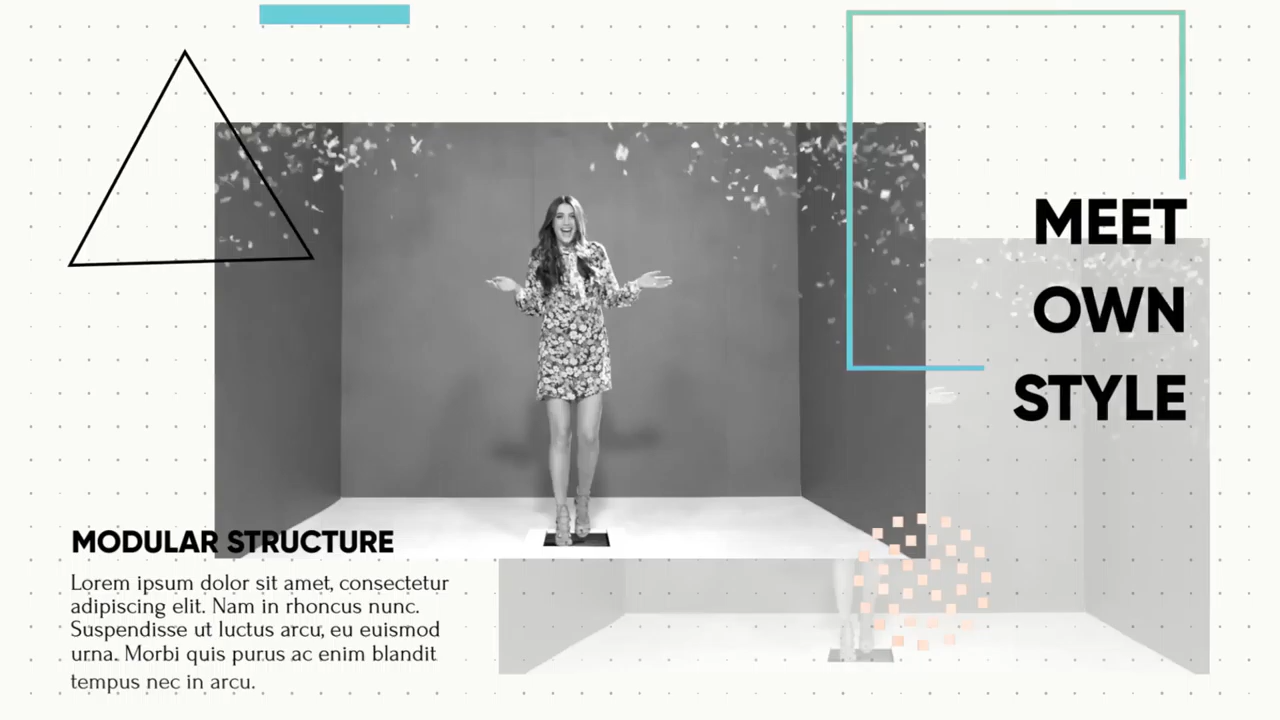 MEET
OWN
STYLE
MODULAR STRUCTURE
Lorem ipsum dolor sit amet, consectetur
adipiscing elit. Nam in rhoncus nunc.
Suspendisse ut luctus arcu, eu euismod
urna. Morbi quis purus ac enim blandit
tempus nec in arcu.